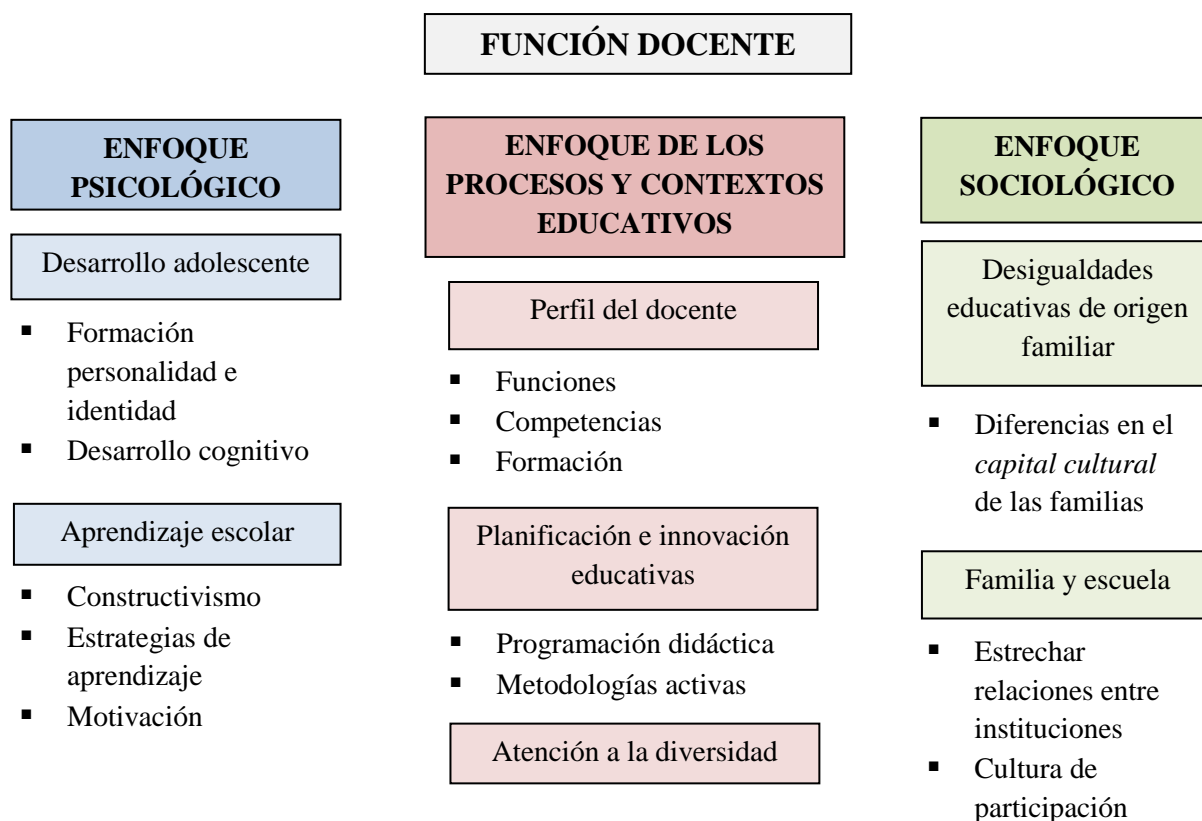 FUNCIÓN DOCENTE
ENFOQUE
PSICOLÓGICO
Desarrollo adolescente
▪ Formación
personalidad e
identidad
▪ Desarrollo cognitivo
Aprendizaje escolar
▪ Constructivismo
▪ Estrategias de
aprendizaje
▪ Motivación
ENFOQUE DE LOS
PROCESOS Y CONTEXTOS
EDUCATIVOS
Perfil del docente
▪ Funciones
▪ Competencias
▪ Formación
Planificación e innovación
educativas
▪ Programación didáctica
▪ Metodologías activas
Atención a la diversidad
ENFOQUE
SOCIOLÓGICO
Desigualdades
educativas de origen
familiar
▪ Diferencias en el
capital cultural
de las familias
Familia y escuela
▪ Estrechar
relaciones entre
instituciones
▪ Cultura de
participación